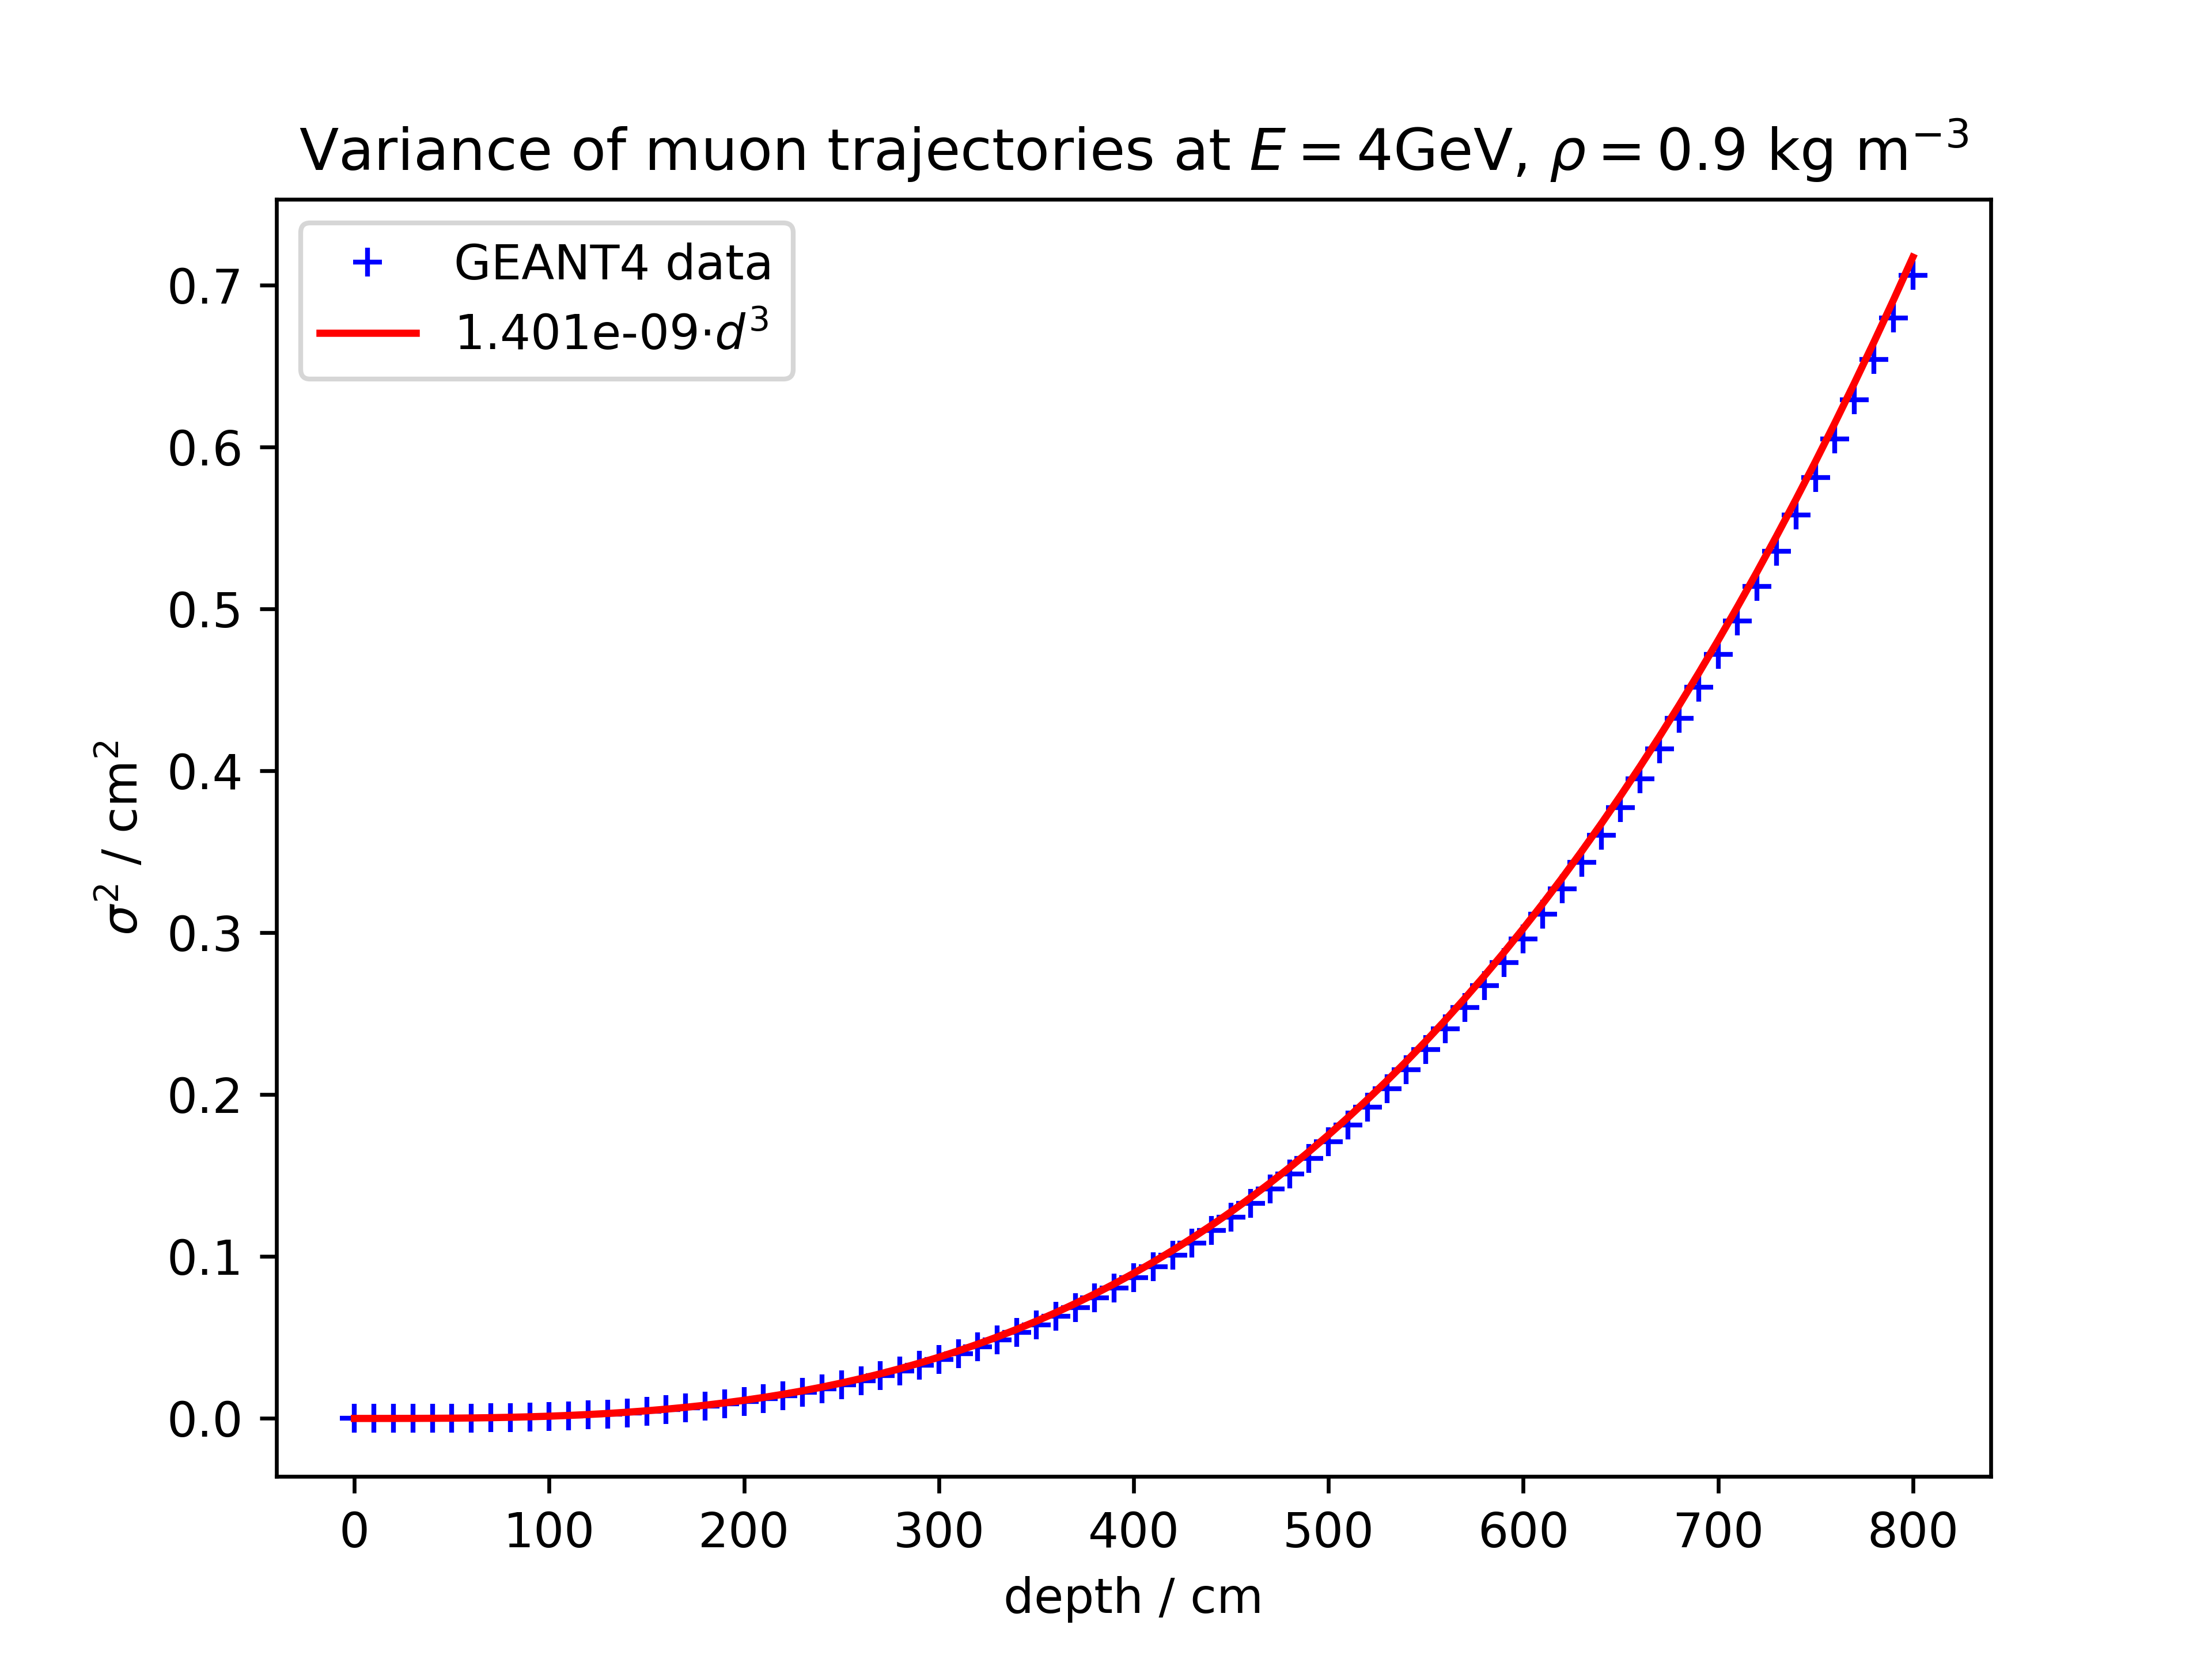 Variance of muon trajectories at E = 4GeV, ρ = 0.9 kg m⁻³
GEANT4 data
1.401e-09·d³
0.7
0.6
0.5
0.4
0.3
0.2
0.1
0.0
σ² / cm²
0 100 200 300 400 500 600 700 800
depth / cm